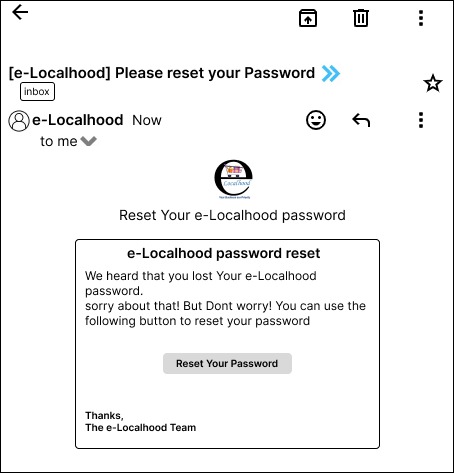 [e-Localhood] Please reset your Password
inbox
e-Localhood Now
to me
Localhood
Reset Your e-Localhood password
e-Localhood password reset
We heard that you lost Your e-Localhood
password.
sorry about that! But Dont worry! You can use the
following button to reset your password
Reset Your Password
Thanks,
The e-Localhood Team